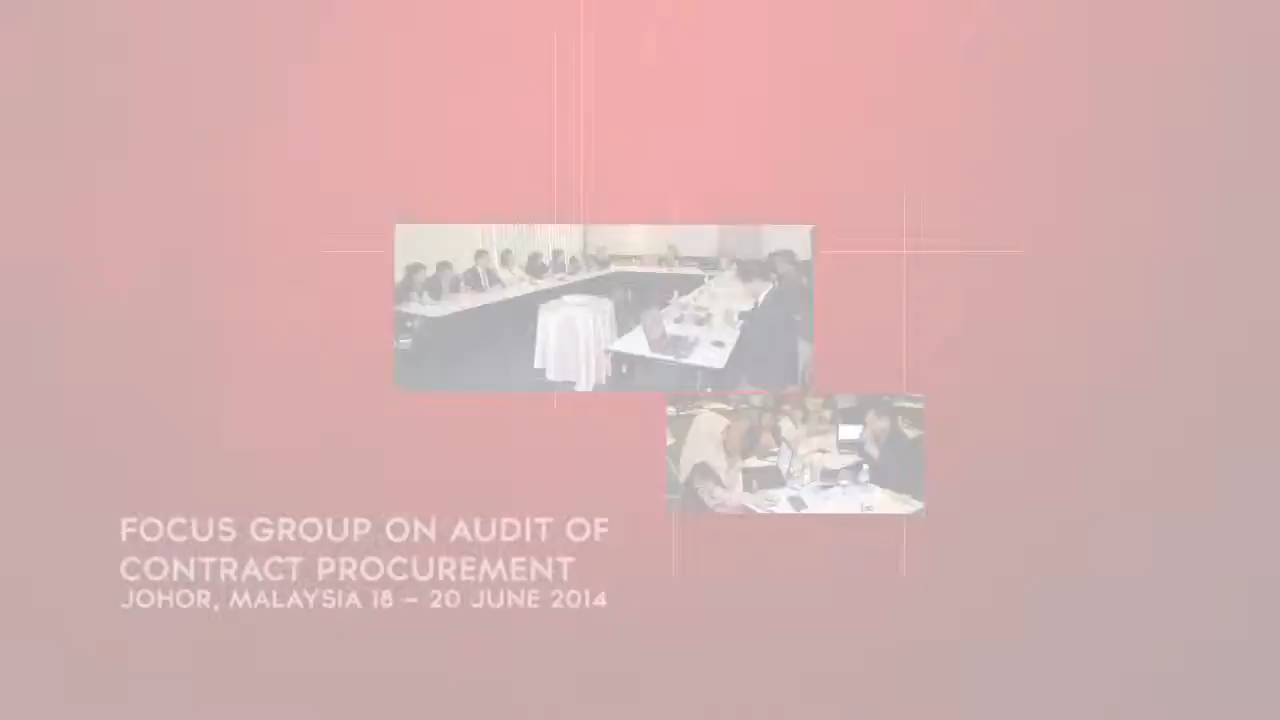 FOCUS GROUP ON AUDIT OF
CONTRACT PROCUREMENT
JOHOR, MALAYSIA 18 – 20 JUNE 2014